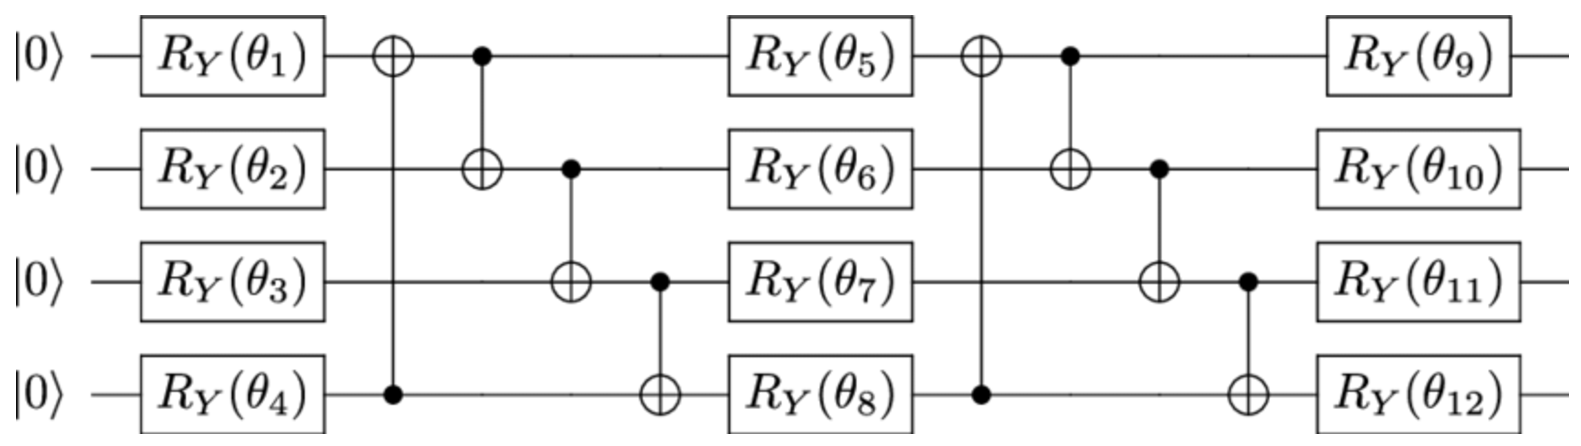 |0⟩ R_Y(θ_1) R_Y(θ_5) R_Y(θ_9)
|0⟩ R_Y(θ_2) R_Y(θ_6) R_Y(θ_10)
|0⟩ R_Y(θ_3) R_Y(θ_7) R_Y(θ_11)
|0⟩ R_Y(θ_4) R_Y(θ_8) R_Y(θ_12)